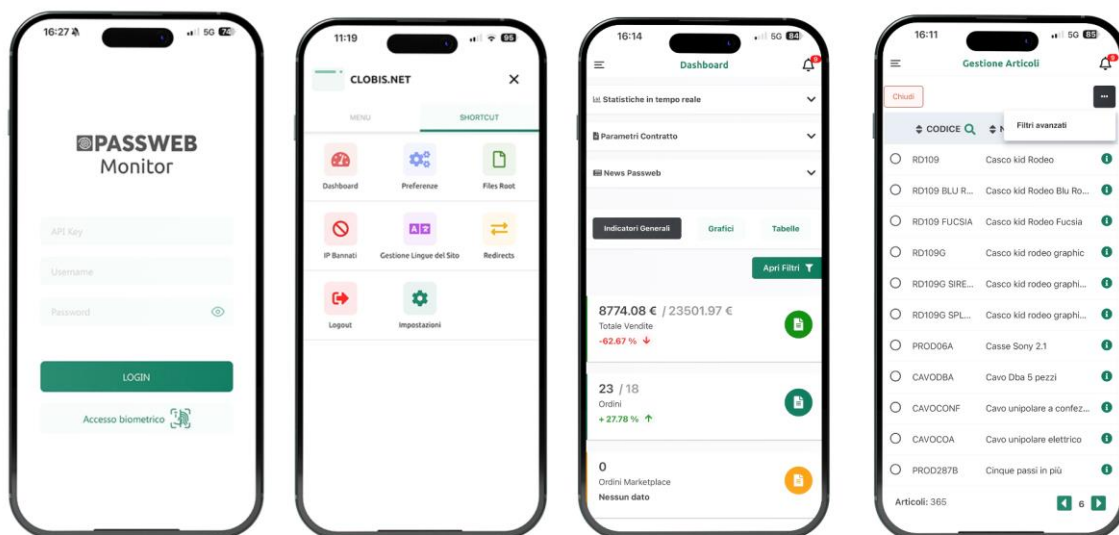 16:27
5G 74
PASSWEB
Monitor
API Key
Username
Password
LOGIN
Accesso biometrico
11:19
95
CLOBIS.NET
MENU
SHORTCUT
Dashboard
Preferenze
Files Root
IP Bannati
Gestione Lingue del Sito
Redirects
Logout
Impostazioni
16:14
5G 84
Dashboard
Statistiche in tempo reale
Parametri Contratto
News Passweb
Indicatori Generali
Grafici
Tabelle
Apri Filtri
8774.08 € / 23501.97 €
Totale Vendite
-62.67 %
23 / 18
Ordini
+ 27.78 %
0
Ordini Marketplace
Nessun dato
16:11
5G 85
Gestione Articoli
Chiudi
Filtri avanzati
CODICE
RD109 Casco kid Rodeo
RD109 BLU R... Casco kid Rodeo Blu Ro...
RD109 FUCSIA Casco kid Rodeo Fucsia
RD109G Casco kid rodeo graphic
RD109G SIRE... Casco kid rodeo graphi...
RD109G SPL... Casco kid rodeo graphi...
PROD06A Casse Sony 2.1
CAVODBA Cavo Dba 5 pezzi
CAVOCONF Cavo unipolare a confez...
CAVOCOA Cavo unipolare elettrico
PROD287B Cinque passi in più
Articoli: 365
6